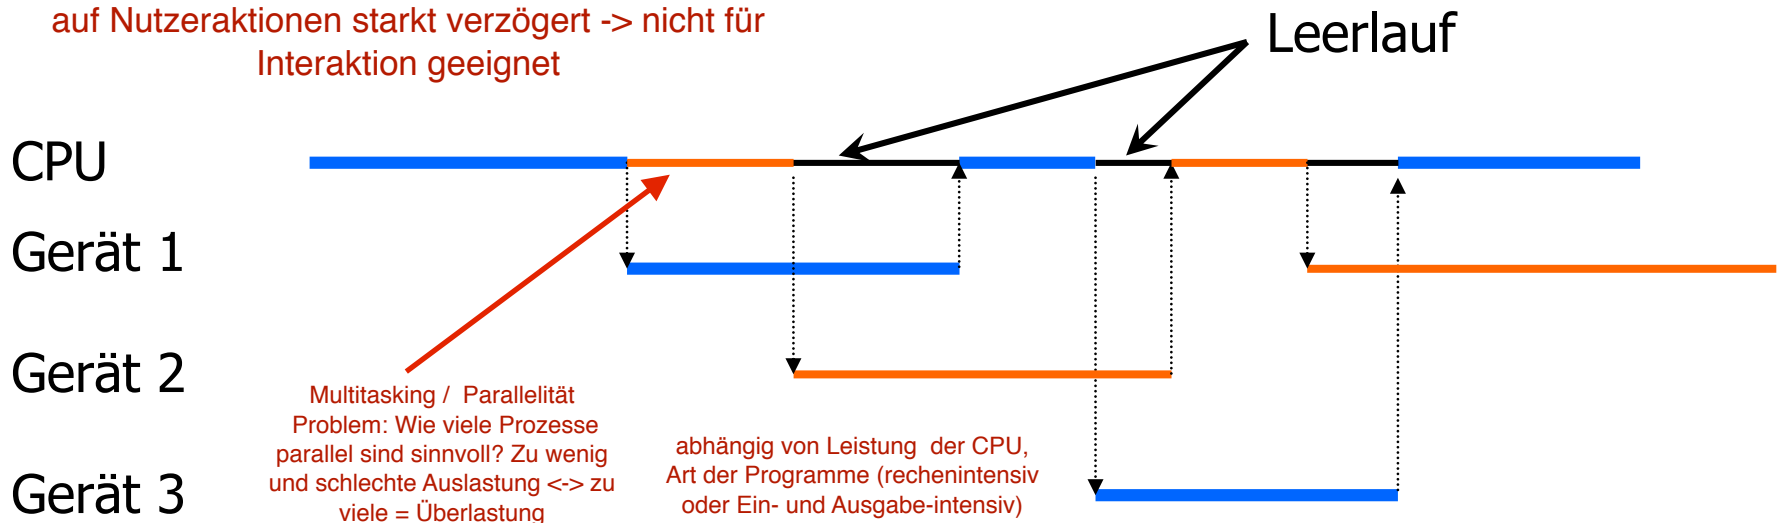 auf Nutzeraktionen starkt verzögert -> nicht für
Interaktion geeignet
Leerlauf
CPU
Gerät 1
Gerät 2
Multitasking / Parallelität
Problem: Wie viele Prozesse
parallel sind sinnvoll? Zu wenig
und schlechte Auslastung <-> zu
viele = Überlastung
abhängig von Leistung der CPU,
Art der Programme (rechenintensiv
oder Ein- und Ausgabe-intensiv)
Gerät 3